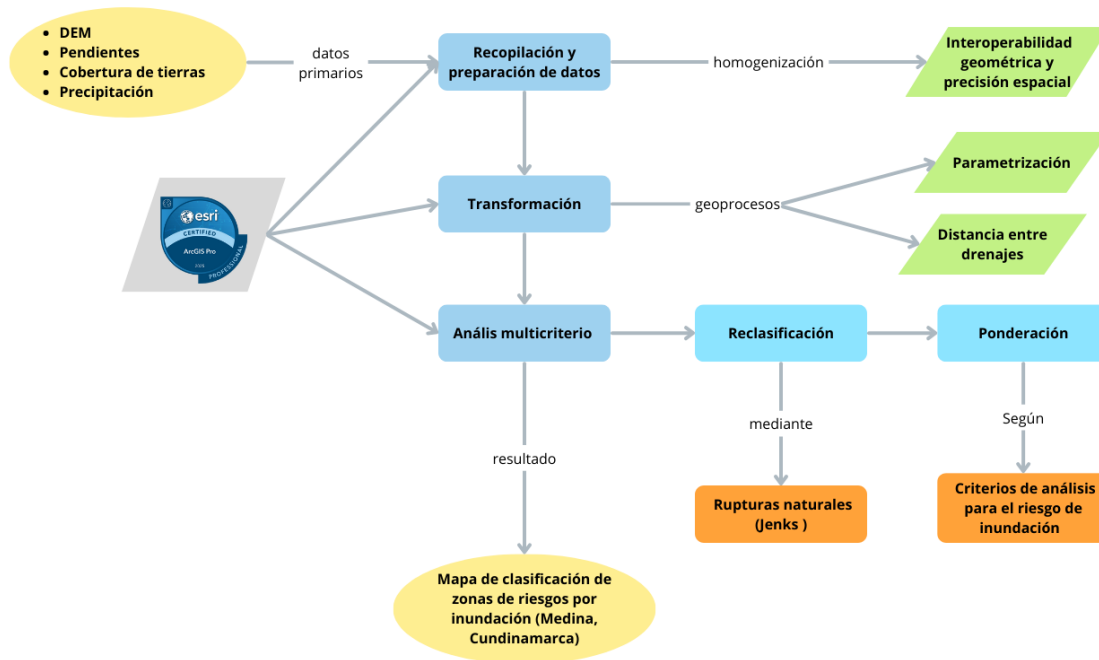 DEM
Pendientes
Cobertura de tierras
Precipitación
datos
primarios
Recopilación y
preparación de datos
homogenización
Interoperabilidad
geométrica y
precisión espacial
esri
CERTIFIED
ArcGIS Pro
PROFESSIONAL
Transformación
geoprocesos
Parametrización
Distancia entre
drenajes
Anális multicriterio
Reclasificación
Ponderación
resultado
mediante
Según
Rupturas naturales
(Jenks )
Criterios de análisis
para el riesgo de
inundación
Mapa de clasificación de
zonas de riesgos por
inundación (Medina,
Cundinamarca)